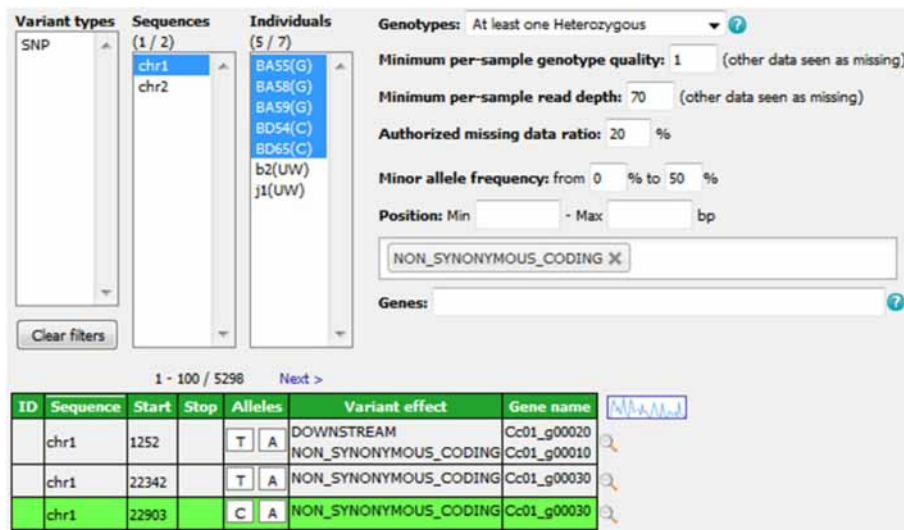 Variant types
SNP
Clear filters
Sequences
(1 / 2)
chr1
chr2
Individuals
(5 / 7)
BA55(G)
BA58(G)
BA59(G)
BD54(C)
BD65(C)
b2(UW)
j1(UW)
Genotypes: At least one Heterozygous ?
Minimum per-sample genotype quality: 1 (other data seen as missing)
Minimum per-sample read depth: 70 (other data seen as missing)
Authorized missing data ratio: 20 %
Minor allele frequency: from 0 % to 50 %
Position: Min - Max bp
NON_SYNONYMOUS_CODING X
Genes: ?
1 - 100 / 5298 Next >
ID Sequence Start Stop Alleles Variant effect Gene name
chr1 1252 T A DOWNSTREAM Cc01_g00020
NON_SYNONYMOUS_CODING Cc01_g00010
chr1 22342 T A NON_SYNONYMOUS_CODING Cc01_g00030
chr1 22903 C A NON_SYNONYMOUS_CODING Cc01_g00030